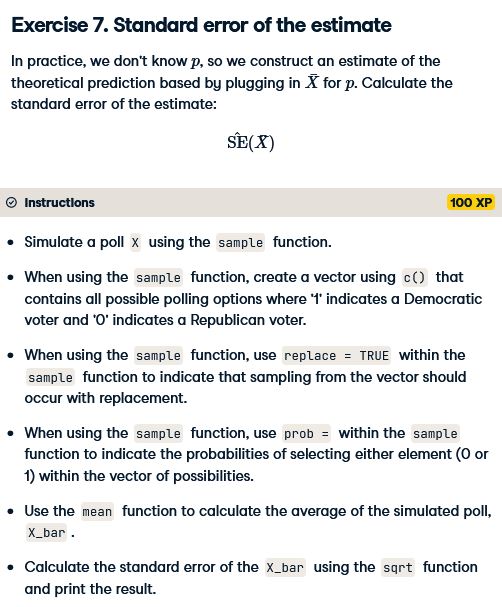 Exercise 7. Standard error of the estimate
In practice, we don't know p, so we construct an estimate of the
theoretical prediction based by plugging in X̄ for p. Calculate the
standard error of the estimate:
SÊ(X̄)
Instructions
100 XP
• Simulate a poll X using the sample function.
• When using the sample function, create a vector using c() that
contains all possible polling options where '1' indicates a Democratic
voter and '0' indicates a Republican voter.
• When using the sample function, use replace = TRUE within the
sample function to indicate that sampling from the vector should
occur with replacement.
• When using the sample function, use prob = within the sample
function to indicate the probabilities of selecting either element (0 or
1) within the vector of possibilities.
• Use the mean function to calculate the average of the simulated poll,
X_bar .
• Calculate the standard error of the X_bar using the sqrt function
and print the result.